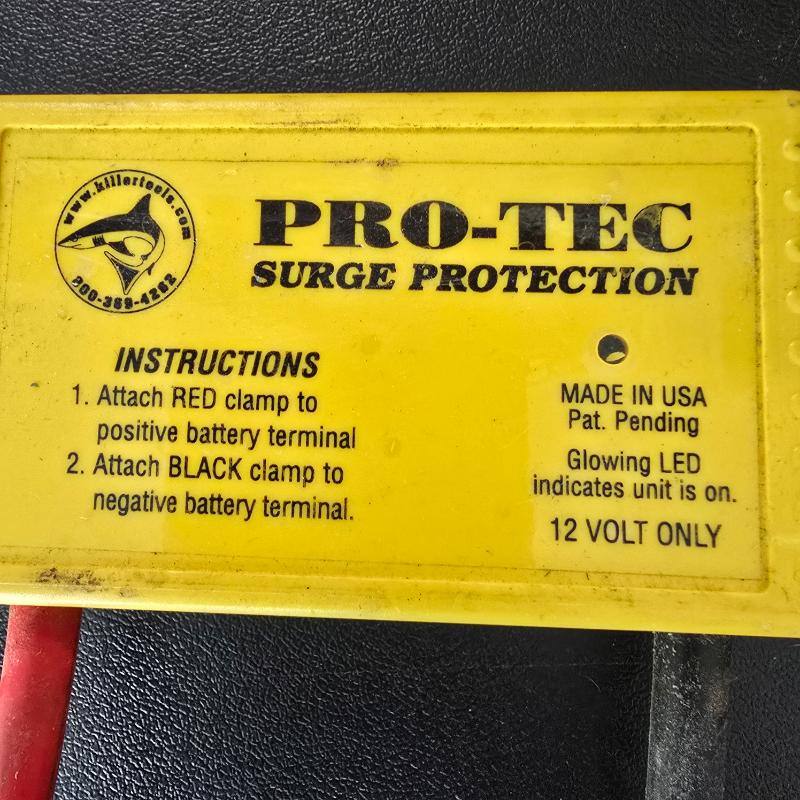 www.killertools.com
800-369-4262
PRO-TEC
SURGE PROTECTION
INSTRUCTIONS
1. Attach RED clamp to
positive battery terminal
2. Attach BLACK clamp to
negative battery terminal.
MADE IN USA
Pat. Pending
Glowing LED
indicates unit is on.
12 VOLT ONLY